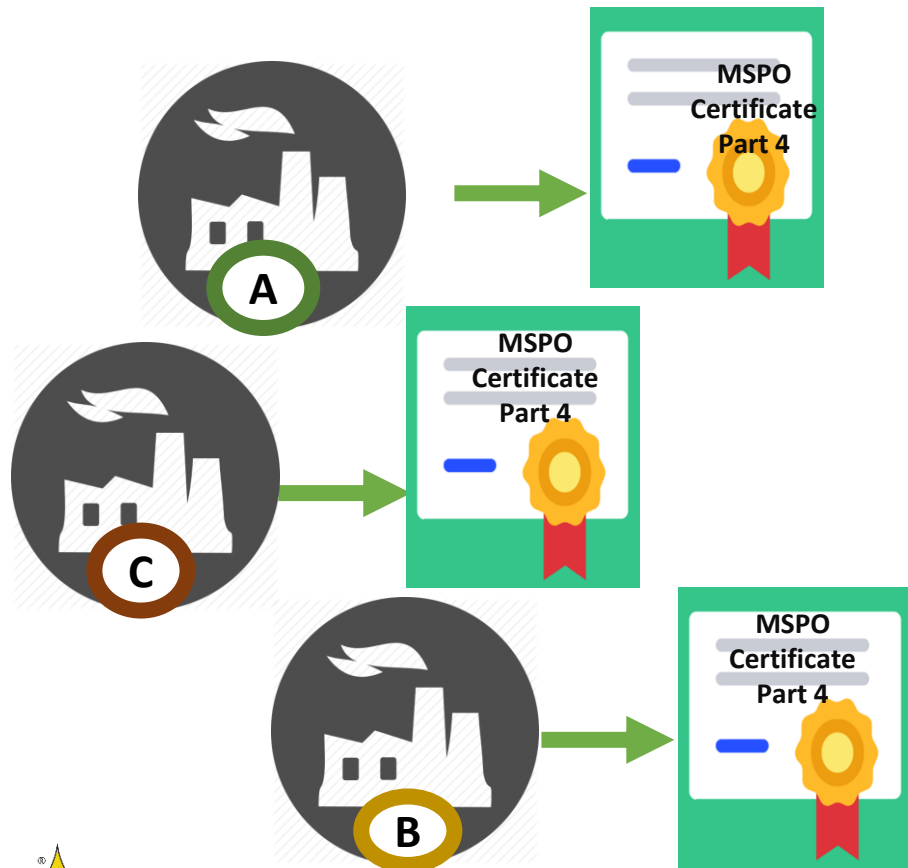 MSPO
Certificate
Part 4
A
MSPO
Certificate
Part 4
C
MSPO
Certificate
Part 4
B
®